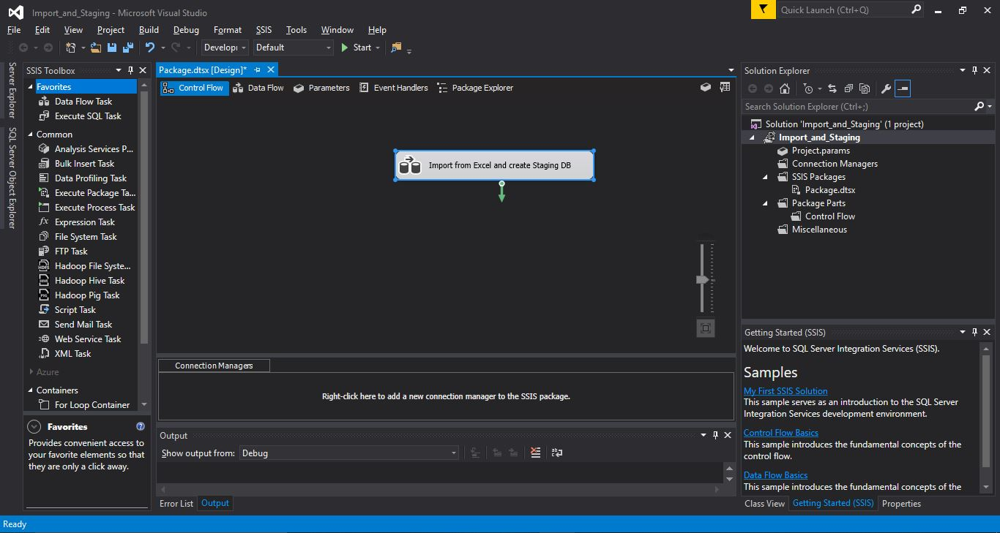 Import_and_Staging - Microsoft Visual Studio
Quick Launch (Ctrl+Q)
File Edit View Project Build Debug Format SSIS Tools Window Help
Developı Default Start
Server Explorer
SQL Server Object Explorer
SSIS Toolbox
Favorites
Data Flow Task
Execute SQL Task
Common
Analysis Services P...
Bulk Insert Task
Data Profiling Task
Execute Package Ta...
Execute Process Task
Expression Task
File System Task
FTP Task
Hadoop File Syste...
Hadoop Hive Task
Hadoop Pig Task
Script Task
Send Mail Task
Web Service Task
XML Task
Azure
Containers
For Loop Container
Favorites
Provides convenient access to
your favorite elements so that
they are only a click away.
Package.dtsx [Design]*
Control Flow Data Flow Parameters Event Handlers Package Explorer
Import from Excel and create Staging DB
Connection Managers
Right-click here to add a new connection manager to the SSIS package.
Output
Show output from: Debug
Error List Output
Solution Explorer
Search Solution Explorer (Ctrl+;)
Solution 'Import_and_Staging' (1 project)
Import_and_Staging
Project.params
Connection Managers
SSIS Packages
Package.dtsx
Package Parts
Control Flow
Miscellaneous
Getting Started (SSIS)
Welcome to SQL Server Integration Services (SSIS).
Samples
My First SSIS Solution
This sample serves as an introduction to the SQL Server
Integration Services development environment.
Control Flow Basics
This sample introduces the fundamental concepts of the
control flow.
Data Flow Basics
This sample introduces the fundamental concepts of the
Class View Getting Started (SSIS) Properties
Ready